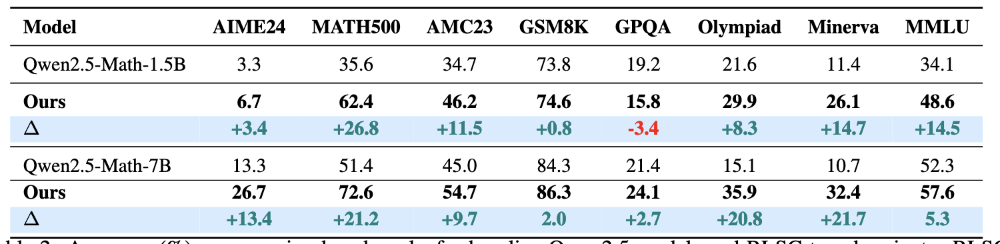 Model AIME24 MATH500 AMC23 GSM8K GPQA Olympiad Minerva MMLU
Qwen2.5-Math-1.5B 3.3 35.6 34.7 73.8 19.2 21.6 11.4 34.1
Ours 6.7 62.4 46.2 74.6 15.8 29.9 26.1 48.6
Δ +3.4 +26.8 +11.5 +0.8 -3.4 +8.3 +14.7 +14.5
Qwen2.5-Math-7B 13.3 51.4 45.0 84.3 21.4 15.1 10.7 52.3
Ours 26.7 72.6 54.7 86.3 24.1 35.9 32.4 57.6
Δ +13.4 +21.2 +9.7 2.0 +2.7 +20.8 +21.7 5.3